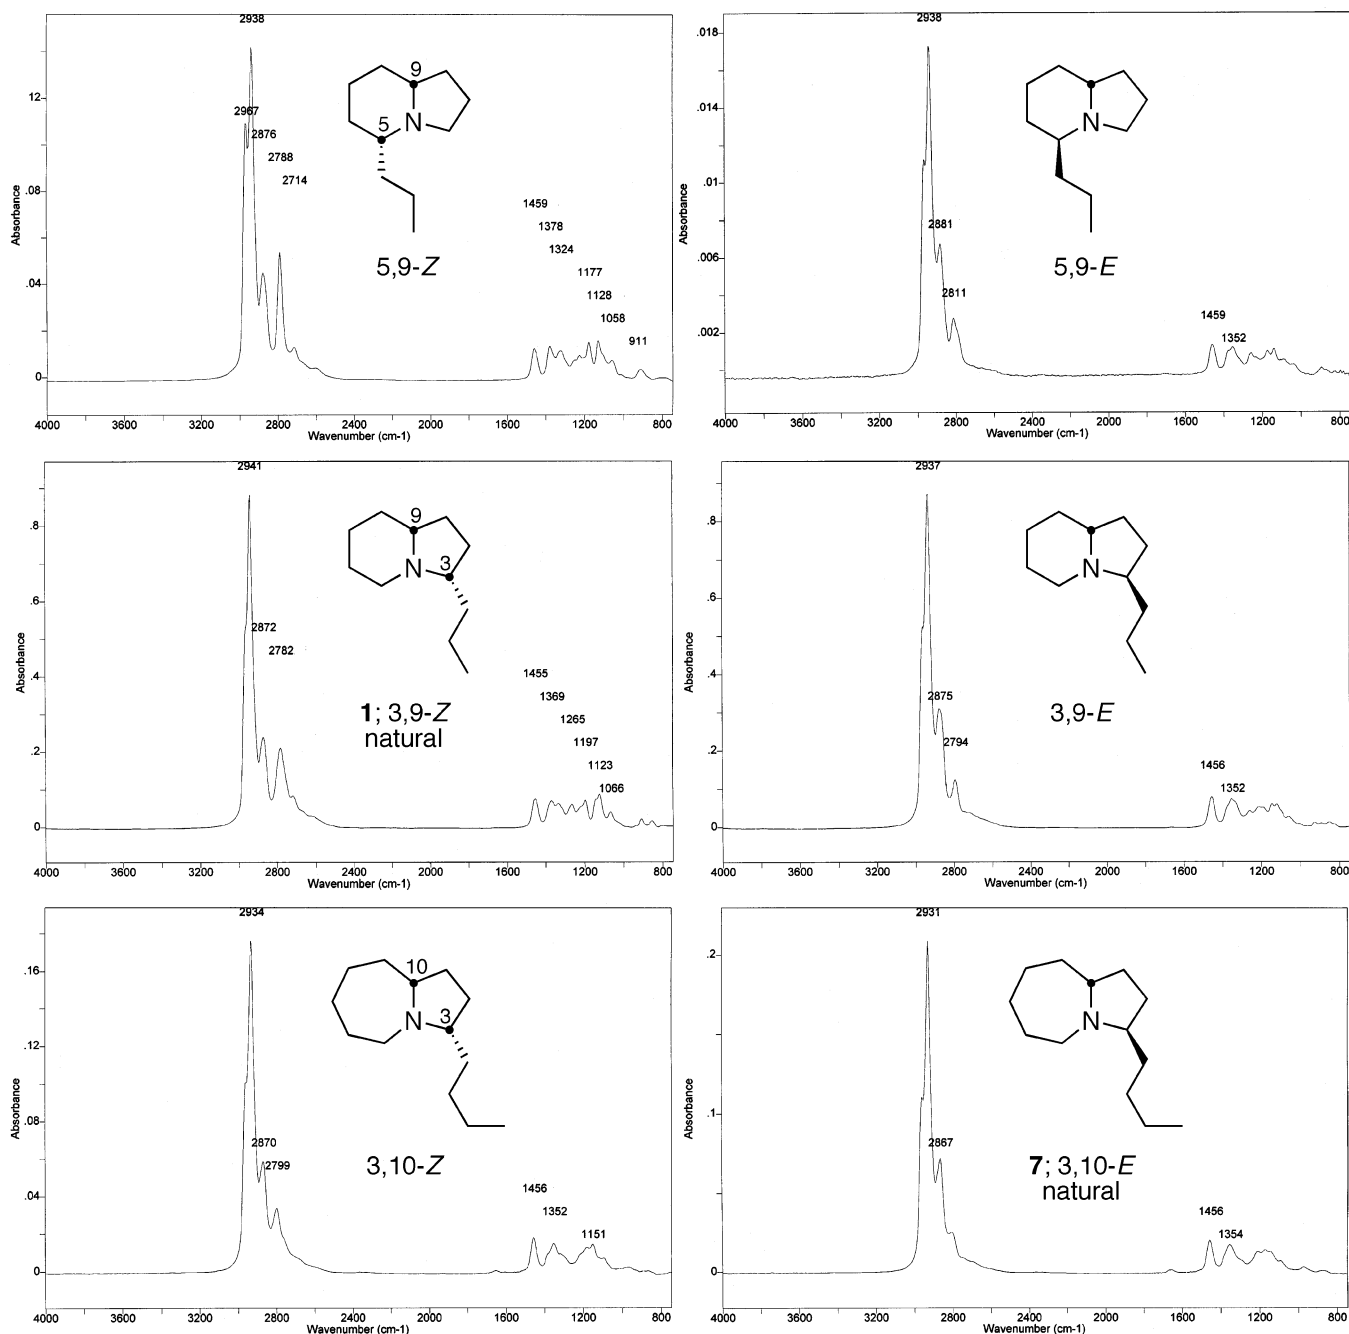 2938
Absorbance
.12
.08
.04
0
2967
2876
2788
2714
1459
1378
1324
1177
1128
1058
911
9
5
N
5,9-Z
4000 3600 3200 2800 2400 2000 1600 1200 800
Wavenumber (cm-1)
2938
Absorbance
.018
.014
.01
.006
.002
2881
2811
1459
1352
N
5,9-E
4000 3600 3200 2800 2400 2000 1600 1200 800
Wavenumber (cm-1)
2941
Absorbance
.8
.6
.4
.2
0
2872
2782
1455
1369
1265
1197
1123
1066
9
N
3
1; 3,9-Z
natural
4000 3600 3200 2800 2400 2000 1600 1200 800
Wavenumber (cm-1)
2937
Absorbance
.8
.6
.4
.2
0
2875
2794
1456
1352
N
3,9-E
4000 3600 3200 2800 2400 2000 1600 1200 800
Wavenumber (cm-1)
2934
Absorbance
.16
.12
.08
.04
0
2870
2799
1456
1352
1151
10
N
3
3,10-Z
4000 3600 3200 2800 2400 2000 1600 1200 800
Wavenumber (cm-1)
2931
Absorbance
.2
.1
0
2867
1456
1354
N
7; 3,10-E
natural
4000 3600 3200 2800 2400 2000 1600 1200 800
Wavenumber (cm-1)